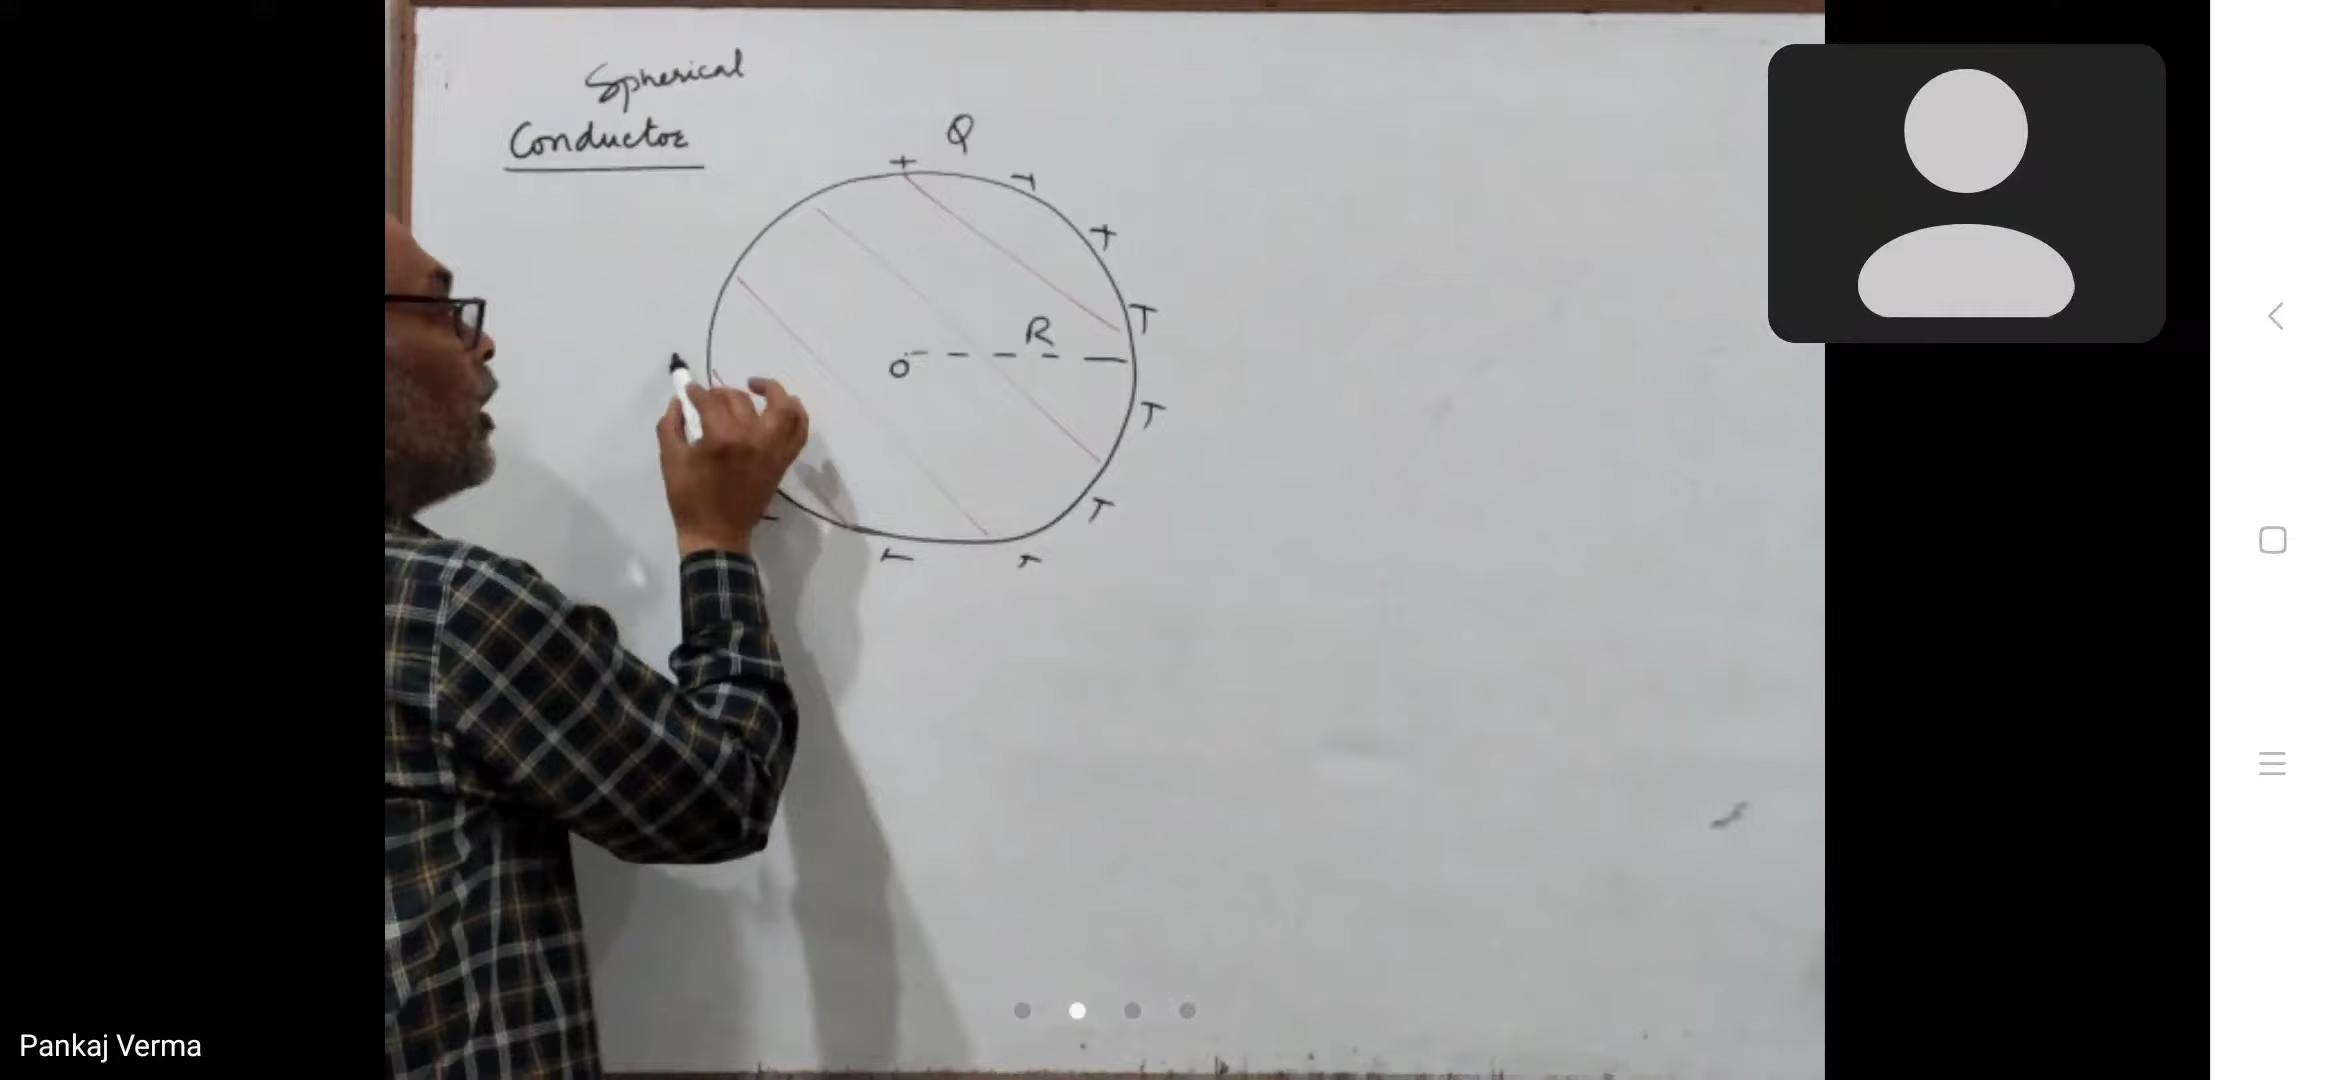 Spherical
Conductor
Q
+
+
+
+
R
O
+
+
+
+
Pankaj Verma